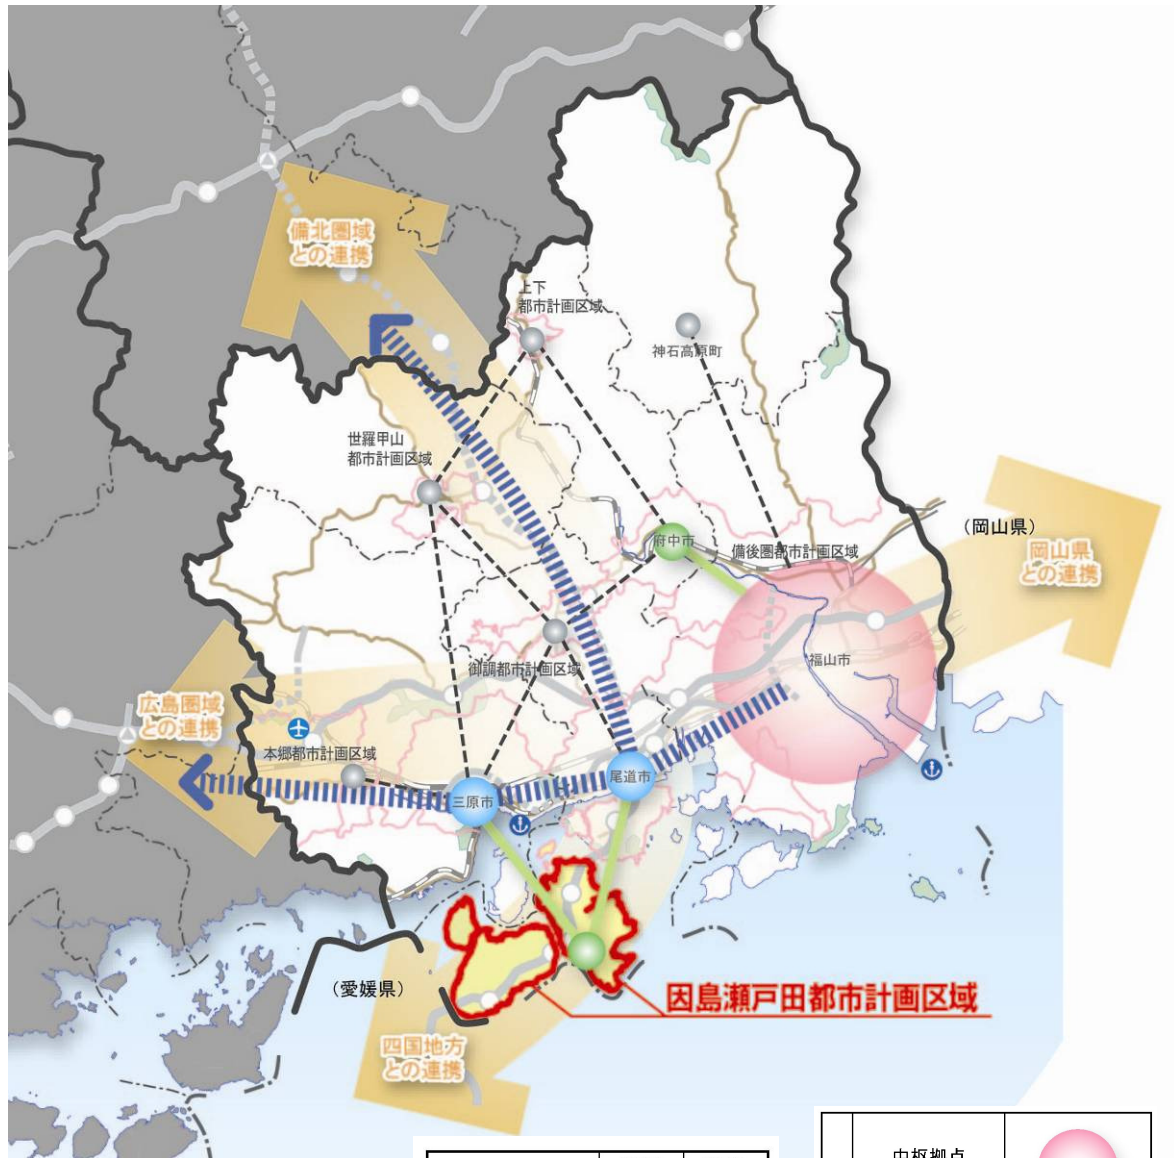 備北圏域
との連携
上下
都市計画区域
神石高原町
世羅甲山
都市計画区域
(岡山県)
岡山県
との連携
府中市
備後圏都市計画区域
御調都市計画区域
福山市
広島圏域
との連携
本郷都市計画区域
尾道市
三原市
(愛媛県)
因島瀬戸田都市計画区域
四国地方
との連携
中枢拠点